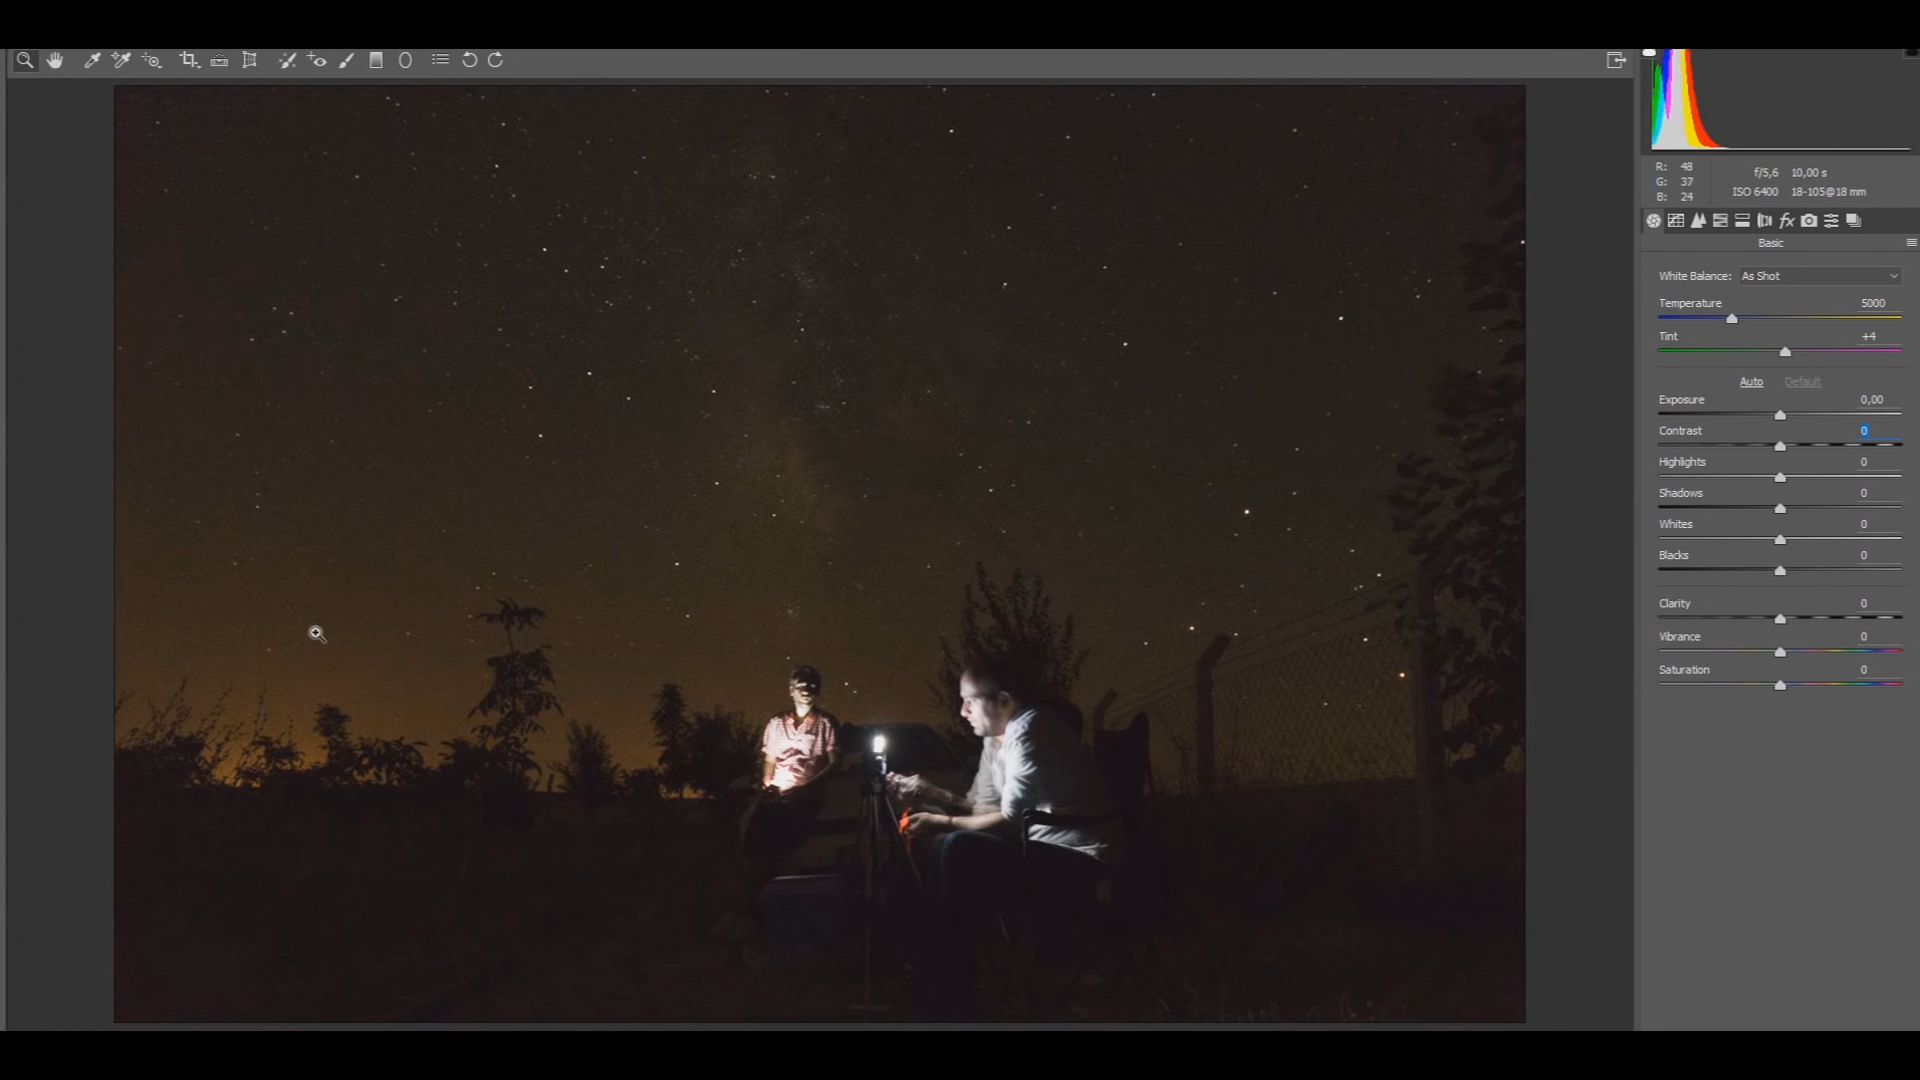 R: 48
G: 37
B: 24
f/5,6 10,00 s
ISO 6400 18-105@18 mm
fx
Basic
White Balance: As Shot
Temperature 5000
Tint +4
Auto Default
Exposure 0,00
Contrast 0
Highlights 0
Shadows 0
Whites 0
Blacks 0
Clarity 0
Vibrance 0
Saturation 0